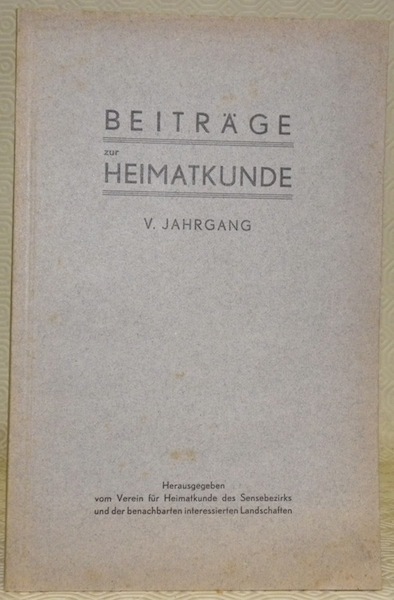 BEITRÄGE
zur
HEIMATKUNDE
V. JAHRGANG
Herausgegeben
vom Verein für Heimatkunde des Sensebezirks
und der benachbarten interessierten Landschaften